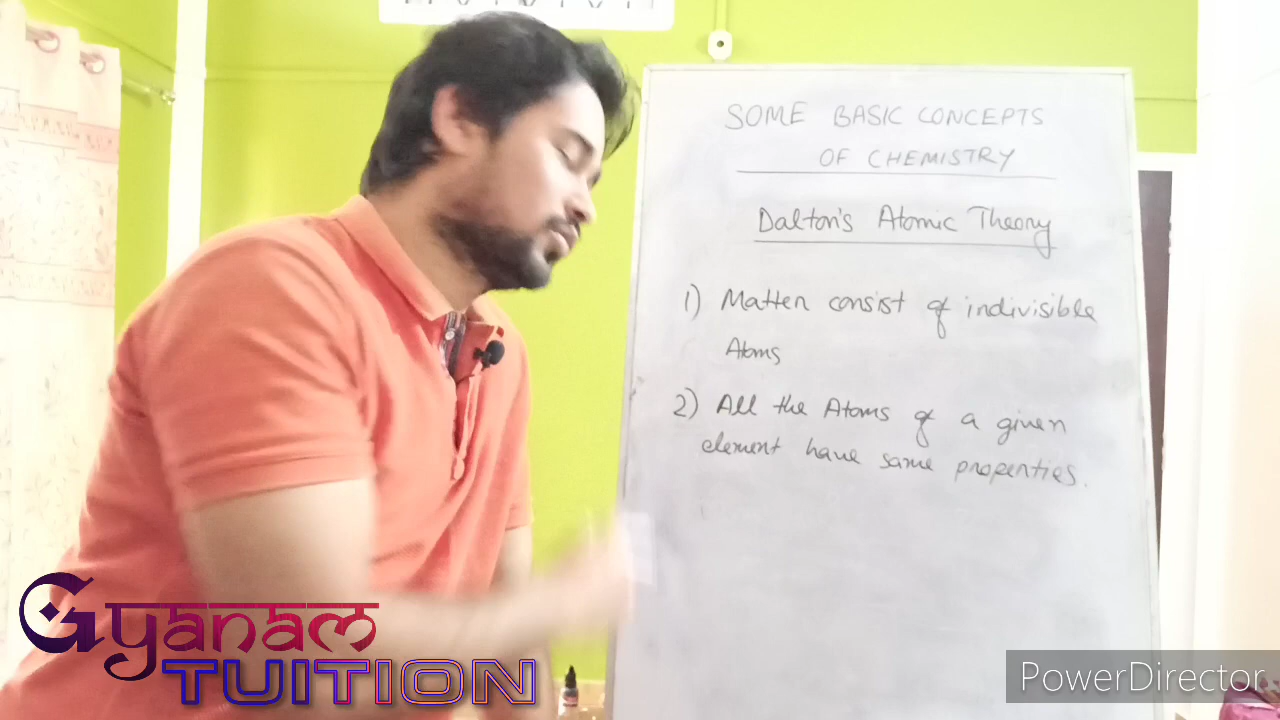 SOME BASIC CONCEPTS
OF CHEMISTRY
Dalton's Atomic Theory
1) Matter consist of indivisible
Atoms
2) All the Atoms of a given
element have same properties.
Gyanam
TUITION
PowerDirector